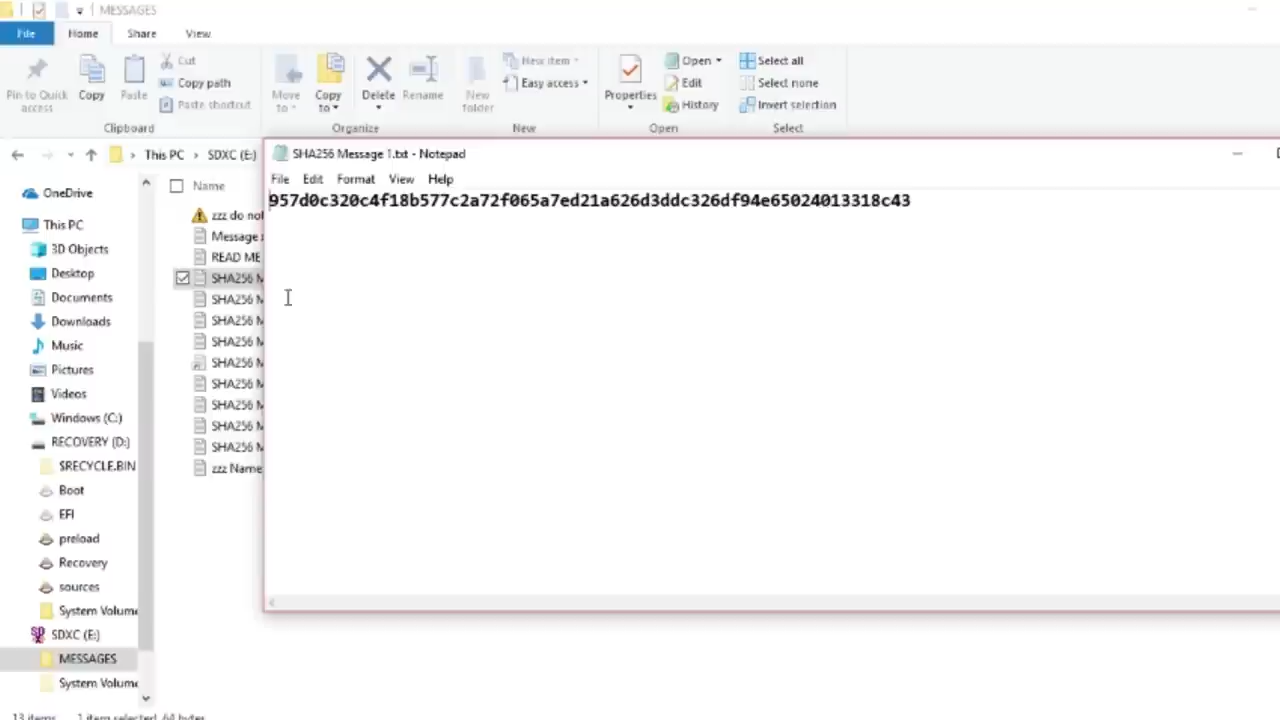 MESSAGES
File Home Share View
Pin to Quick access
Copy
Paste
Cut
Copy path
Paste shortcut
Clipboard
Move to
Copy to
Delete
Rename
Organize
New folder
New item
Easy access
New
Properties
Open
Edit
History
Open
Select all
Select none
Invert selection
Select
This PC > SDXC (E:)
SHA256 Message 1.txt - Notepad
File Edit Format View Help
957d0c320c4f18b577c2a72f065a7ed21a626d3ddc326df94e65024013318c43
OneDrive
This PC
3D Objects
Desktop
Documents
Downloads
Music
Pictures
Videos
Windows (C:)
RECOVERY (D:)
$RECYCLE.BIN
Boot
EFI
preload
Recovery
sources
System Volum
SDXC (E:)
MESSAGES
System Volum
Name
zzz do not
Message
READ ME
SHA256 M
SHA256 M
SHA256 M
SHA256 M
SHA256 M
SHA256 M
SHA256 M
SHA256 M
SHA256 M
zzz Name
13 items 1 item selected 64 bytes